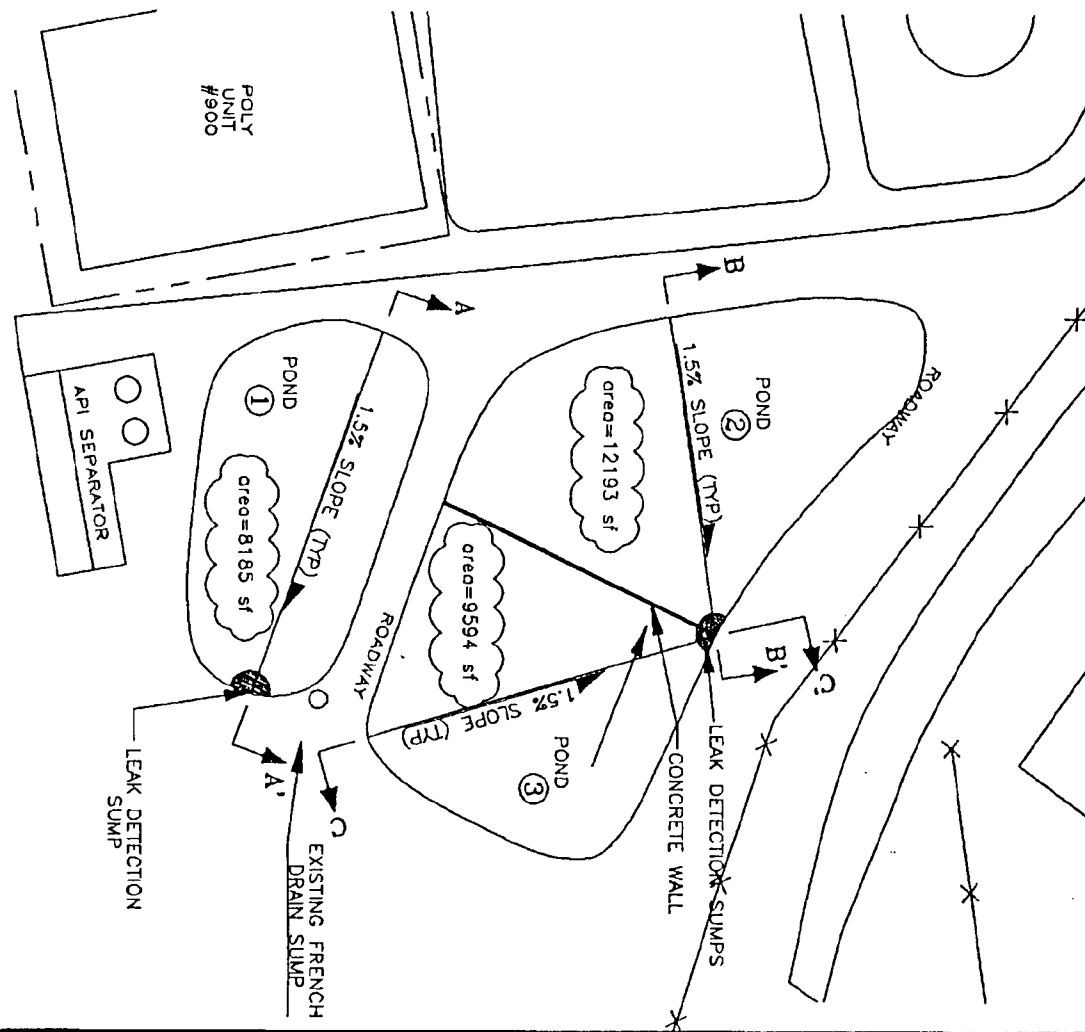 POLY
UNIT
#900
API SEPARATOR
POND
1
1.5% SLOPE (TYP)
area=8185 sf
A
A'
LEAK DETECTION
SUMP
EXISTING FRENCH
DRAIN SUMP
ROADWAY
B
1.5% SLOPE (TYP)
POND
2
area=12193 sf
ROADWAY
area=9594 sf
1.5% SLOPE (TYP)
POND
3
B'
C'
C
LEAK DETECTION SUMPS
CONCRETE WALL